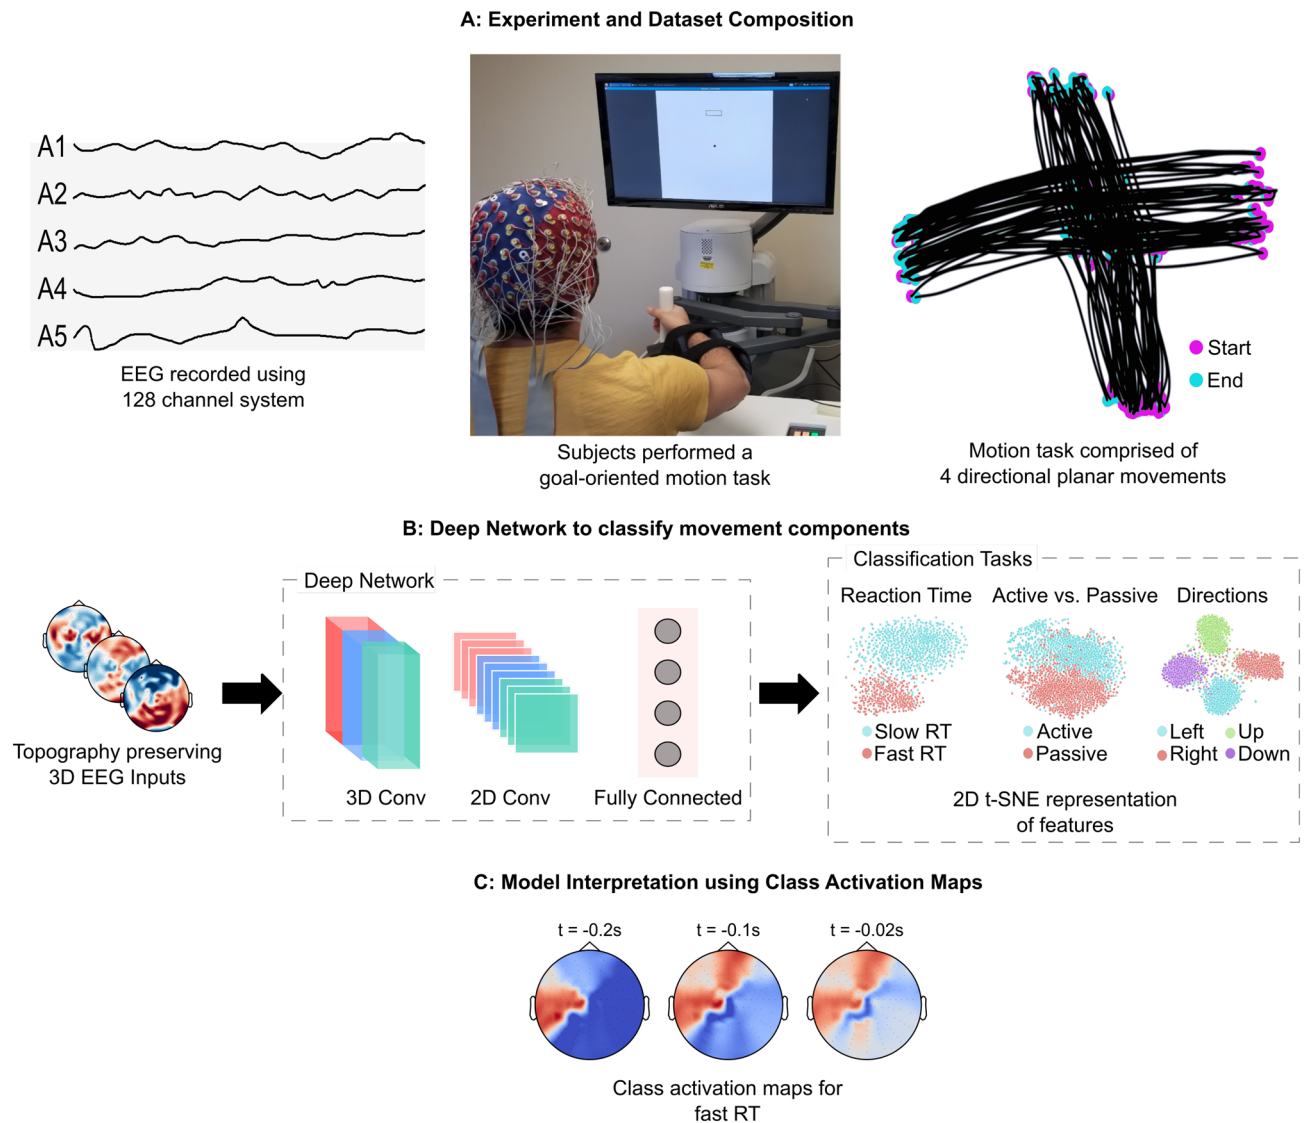 A: Experiment and Dataset Composition
A1
A2
A3
A4
A5
EEG recorded using
128 channel system
Subjects performed a
goal-oriented motion task
Start
End
Motion task comprised of
4 directional planar movements
B: Deep Network to classify movement components
Topography preserving
3D EEG Inputs
Deep Network
3D Conv
2D Conv
Fully Connected
Classification Tasks
Reaction Time
Slow RT
Fast RT
Active vs. Passive
Active
Passive
Directions
Left
Up
Right
Down
2D t-SNE representation
of features
C: Model Interpretation using Class Activation Maps
t = -0.2s
t = -0.1s
t = -0.02s
Class activation maps for
fast RT